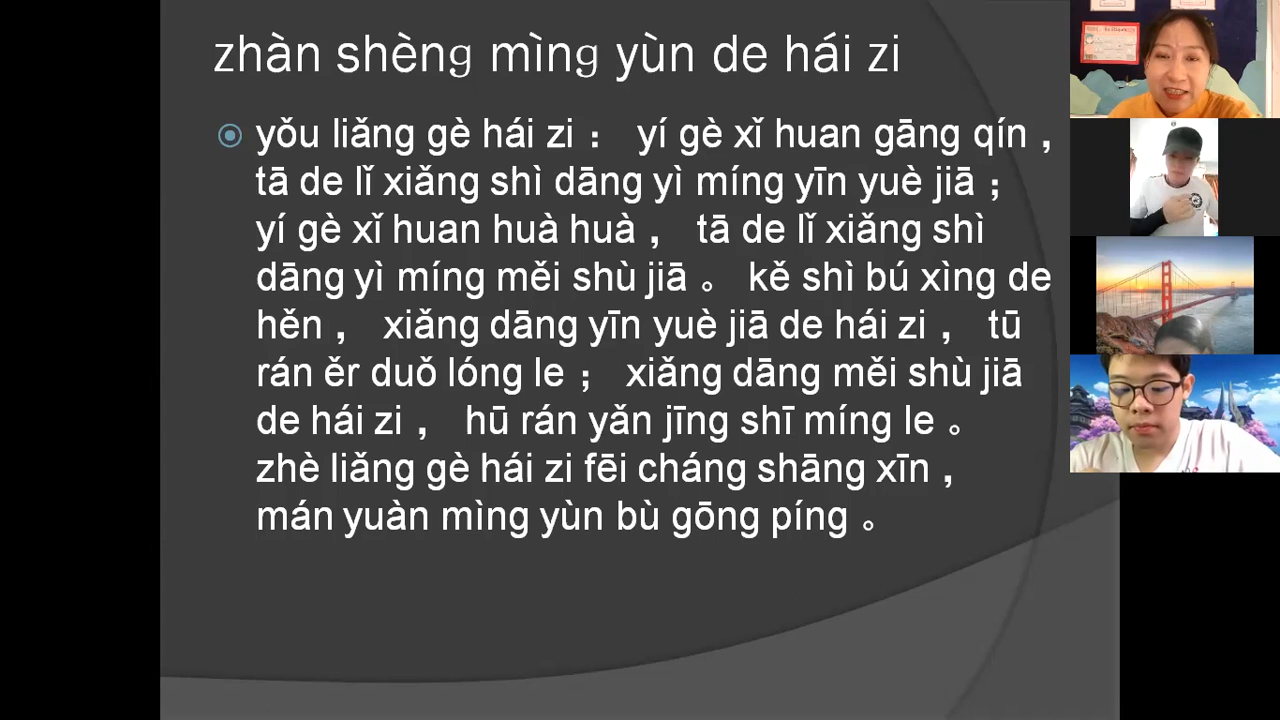 zhàn shèng mìng yùn de hái zi
yǒu liǎng gè hái zi ： yí gè xǐ huan gāng qín ，
tā de lǐ xiǎng shì dāng yì míng yīn yuè jiā ；
yí gè xǐ huan huà huà ， tā de lǐ xiǎng shì
dāng yì míng měi shù jiā 。 kě shì bú xìng de
hěn ， xiǎng dāng yīn yuè jiā de hái zi ， tū
rán ěr duǒ lóng le ； xiǎng dāng měi shù jiā
de hái zi ， hū rán yǎn jīng shī míng le 。
zhè liǎng gè hái zi fēi cháng shāng xīn ，
mán yuàn mìng yùn bù gōng píng 。